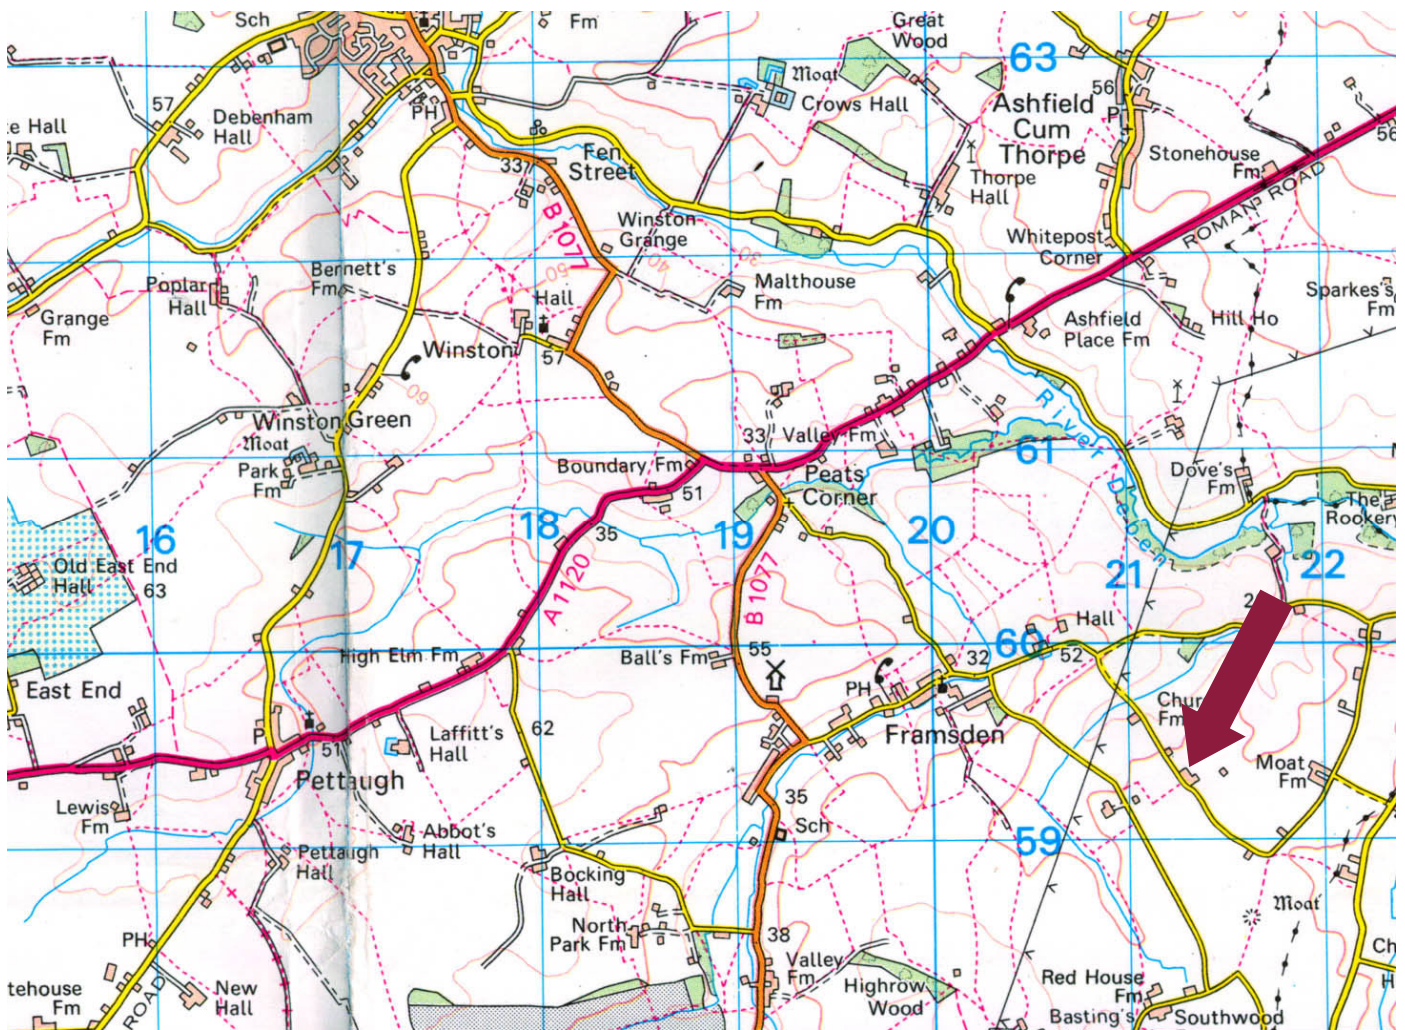 Sch
Fm
Great
Wood
63
Moat
Crows Hall
Ashfield
Cum
Thorpe
56
P
57
Debenham
Hall
PH
Hall
33
Fen
Street
Thorpe
Hall
Stonehouse
Fm
56
ROMAN ROAD
B1077
Winston
Grange
Whitepost
Corner
Bennett's
Fm
50
40
30
Poplar
Hall
Malthouse
Fm
Sparkes's
Fm
Grange
Fm
Hall
Ashfield
Place Fm
Hill Ho
Winston
57
60
Winston Green
Moat
Park
Fm
River Deben
33
Valley Fm
61
Boundary Fm
Peats
Corner
Dove's
Fm
51
The
Rookery
16
17
18
35
19
20
21
22
Old East End
Hall
63
A1120
B1077
Hall
60
High Elm Fm
Ball's Fm
55
32
52
East End
PH
Fm
P
51
Laffitt's
Hall
62
Framsden
Pettaugh
Moat
Fm
Lewis
Fm
35
Sch
Abbot's
Hall
59
Pettaugh
Hall
Bocking
Hall
Moat
North
Park Fm
PH
38
Valley
Fm
Highrow
Wood
Red House
Fm
New
Hall
Fm
ROAD
Basting's
Southwood